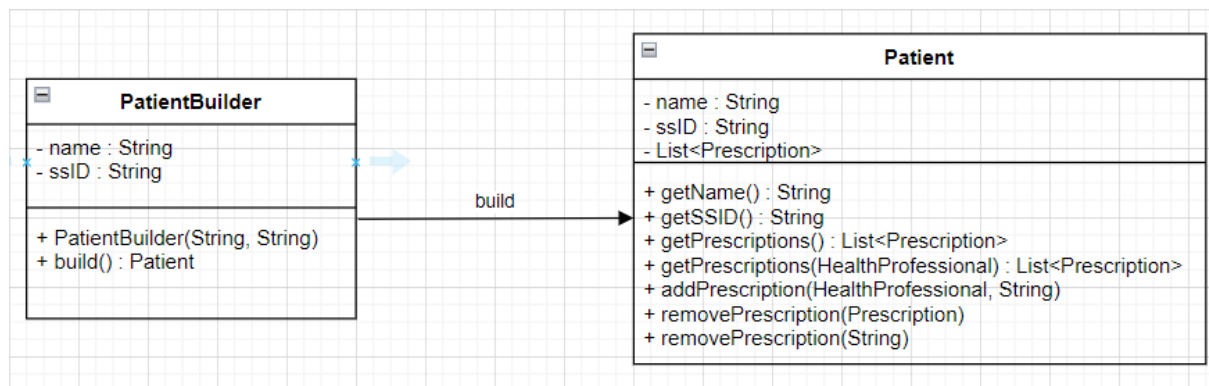 PatientBuilder
- name : String
- ssID : String
+ PatientBuilder(String, String)
+ build() : Patient
build
Patient
- name : String
- ssID : String
- List<Prescription>
+ getName() : String
+ getSSID() : String
+ getPrescriptions() : List<Prescription>
+ getPrescriptions(HealthProfessional) : List<Prescription>
+ addPrescription(HealthProfessional, String)
+ removePrescription(Prescription)
+ removePrescription(String)